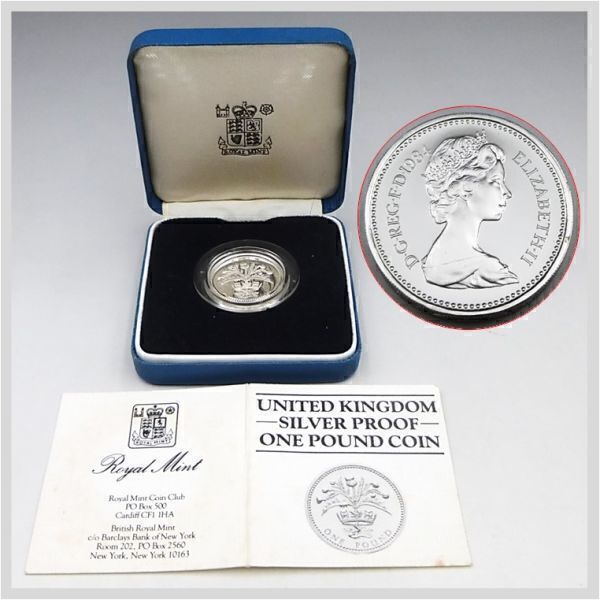 ROYAL MINT
D·G·REG·F·D·1984
ELIZABETH·II
ROYAL MINT
Royal Mint
Royal Mint Coin Club
PO Box 500
Cardiff CF1 1HA
British Royal Mint
c/o Barclays Bank of New York
Room 202, PO Box 2560
New York, New York 10163
UNITED KINGDOM
SILVER PROOF
ONE POUND COIN
ONE POUND